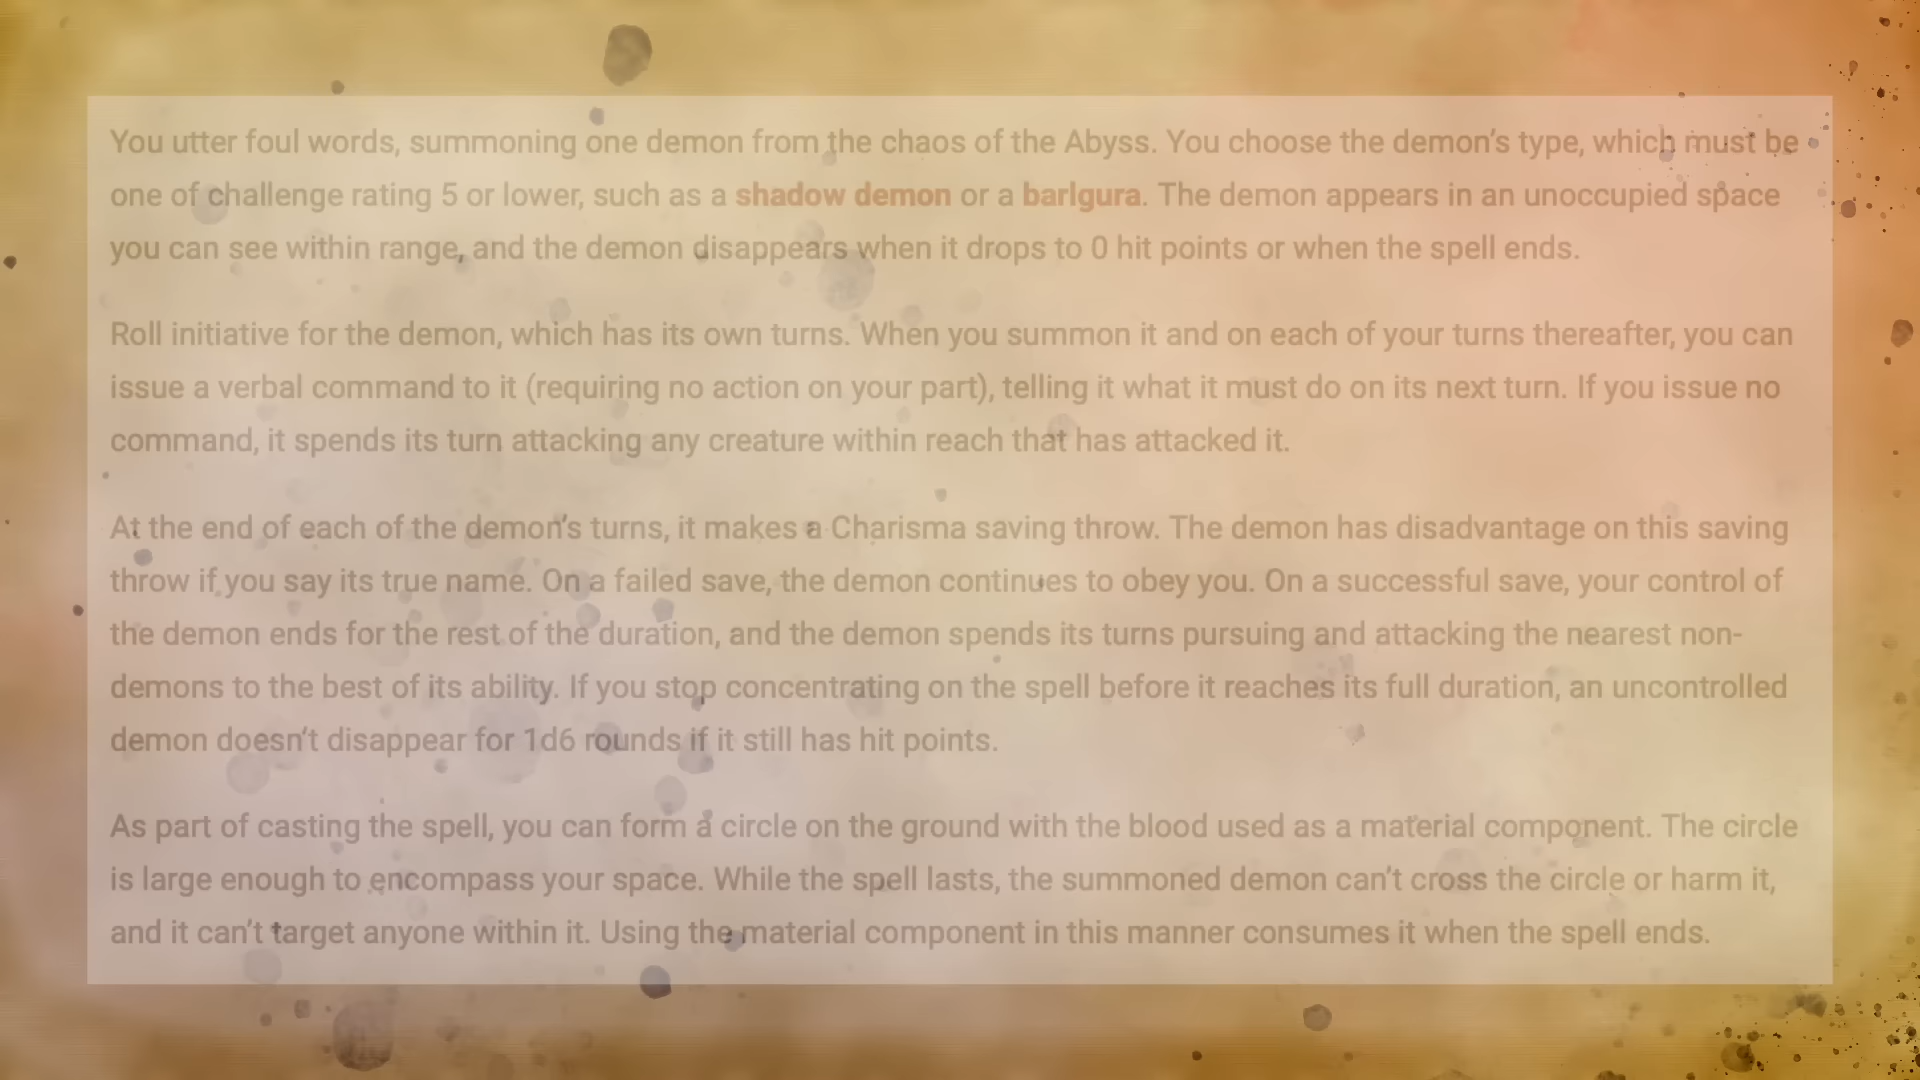 You utter foul words, summoning one demon from the chaos of the Abyss. You choose the demon’s type, which must be
one of challenge rating 5 or lower, such as a shadow demon or a barlgura. The demon appears in an unoccupied space
you can see within range, and the demon disappears when it drops to 0 hit points or when the spell ends.
Roll initiative for the demon, which has its own turns. When you summon it and on each of your turns thereafter, you can
issue a verbal command to it (requiring no action on your part), telling it what it must do on its next turn. If you issue no
command, it spends its turn attacking any creature within reach that has attacked it.
At the end of each of the demon’s turns, it makes a Charisma saving throw. The demon has disadvantage on this saving
throw if you say its true name. On a failed save, the demon continues to obey you. On a successful save, your control of
the demon ends for the rest of the duration, and the demon spends its turns pursuing and attacking the nearest non-
demons to the best of its ability. If you stop concentrating on the spell before it reaches its full duration, an uncontrolled
demon doesn’t disappear for 1d6 rounds if it still has hit points.
As part of casting the spell, you can form a circle on the ground with the blood used as a material component. The circle
is large enough to encompass your space. While the spell lasts, the summoned demon can’t cross the circle or harm it,
and it can’t target anyone within it. Using the material component in this manner consumes it when the spell ends.